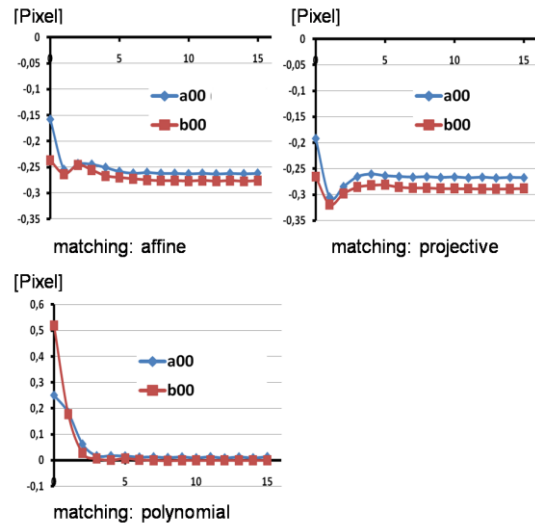 [Pixel]
0
0 5 10 15
-0,05
-0,1
-0,15
-0,2
-0,25
-0,3
-0,35
a00
b00
matching: affine
[Pixel]
0
0 5 10 15
-0,05
-0,1
-0,15
-0,2
-0,25
-0,3
-0,35
a00
b00
matching: projective
[Pixel]
0,6
0,5
0,4
0,3
0,2
0,1
0
-0,1
0 5 10 15
a00
b00
matching: polynomial